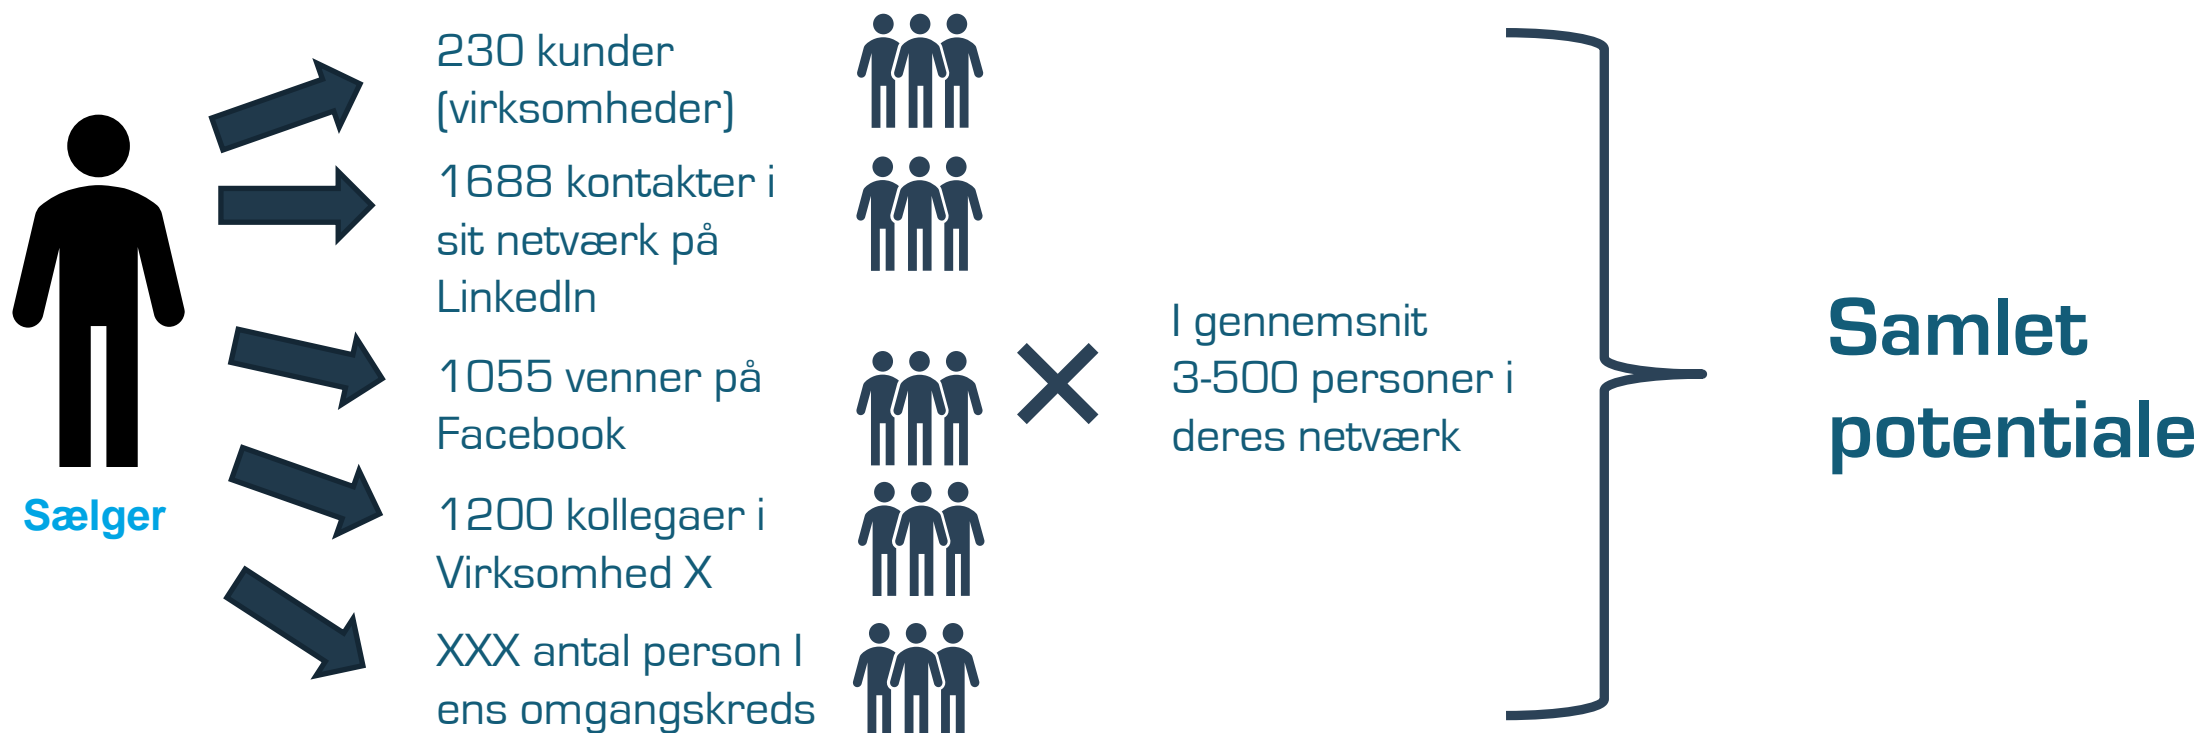 230 kunder
(virksomheder)
1688 kontakter i
sit netværk på
LinkedIn
1055 venner på
Facebook
1200 kollegaer i
Virksomhed X
XXX antal person I
ens omgangskreds
Sælger
I gennemsnit
3-500 personer i
deres netværk
Samlet
potentiale